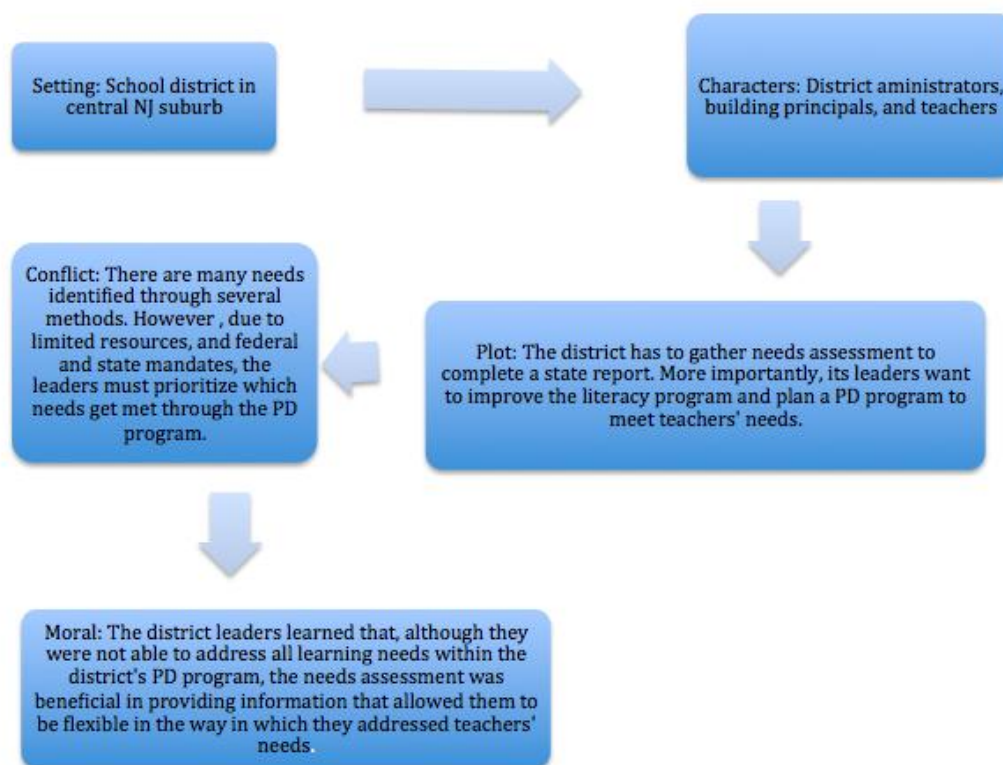 Setting: School district in
central NJ suburb
Characters: District aministrators,
building principals, and teachers
Plot: The district has to gather needs assessment to
complete a state report. More importantly, its leaders want
to improve the literacy program and plan a PD program to
meet teachers' needs.
Conflict: There are many needs
identified through several
methods. However , due to
limited resources, and federal
and state mandates, the
leaders must prioritize which
needs get met through the PD
program.
Moral: The district leaders learned that, although they
were not able to address all learning needs within the
district's PD program, the needs assessment was
beneficial in providing information that allowed them to
be flexible in the way in which they addressed teachers'
needs.